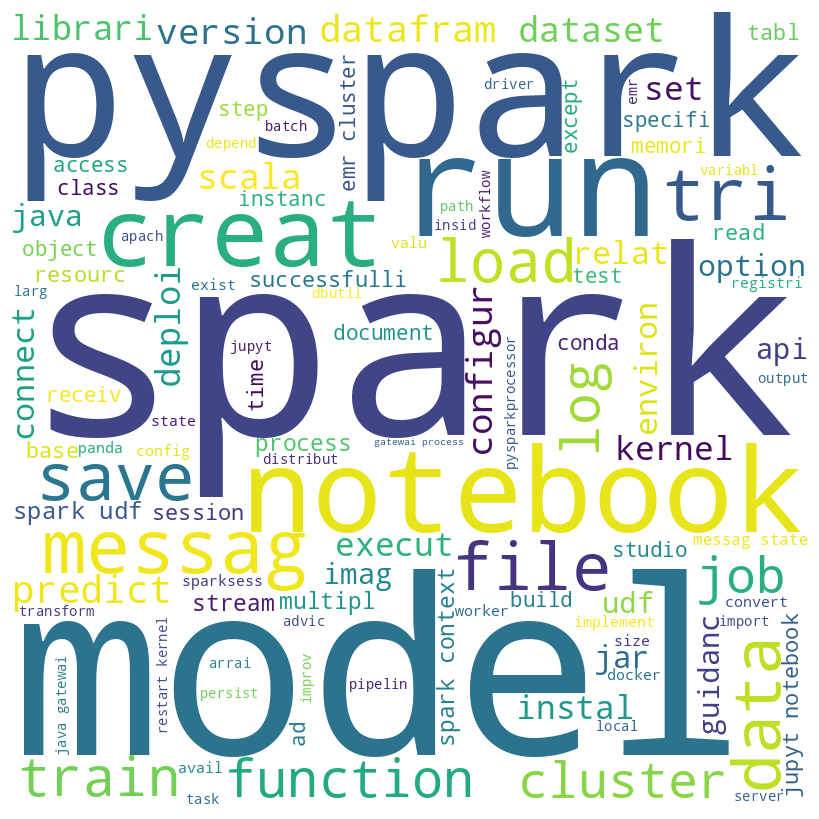 librari version datafram dataset tabl
pyspark
driver
emr cluster
except
emr
set
step
batch
depend
specifi
memori
access
class
scala
instanc
run
path
insid
workflow
tri
variabl
java
creat
apach
valu
object
load
relat
read
option
registri
resourc
successfulli
test
larg
exist
dbutil
spark
connect
deploi
document
configur
conda
environ
api
jupyt
time
log
output
receiv
state
pysparkprocessor
base
panda
config
process
distribut
gatewai process
kernel
save
notebook
spark udf
session
messag
execut
file
studio
messag state
predict
sparksess
imag
job
transform
stream
multipl
worker
build
udf
convert
advic
implement
import
model
restart kernel
java gatewai
arrai
persist
improv
pipelin
ad
spark context
size
jar
docker
guidanc
data
jupyt notebook
instal
local
train
avail
task
function
cluster
server